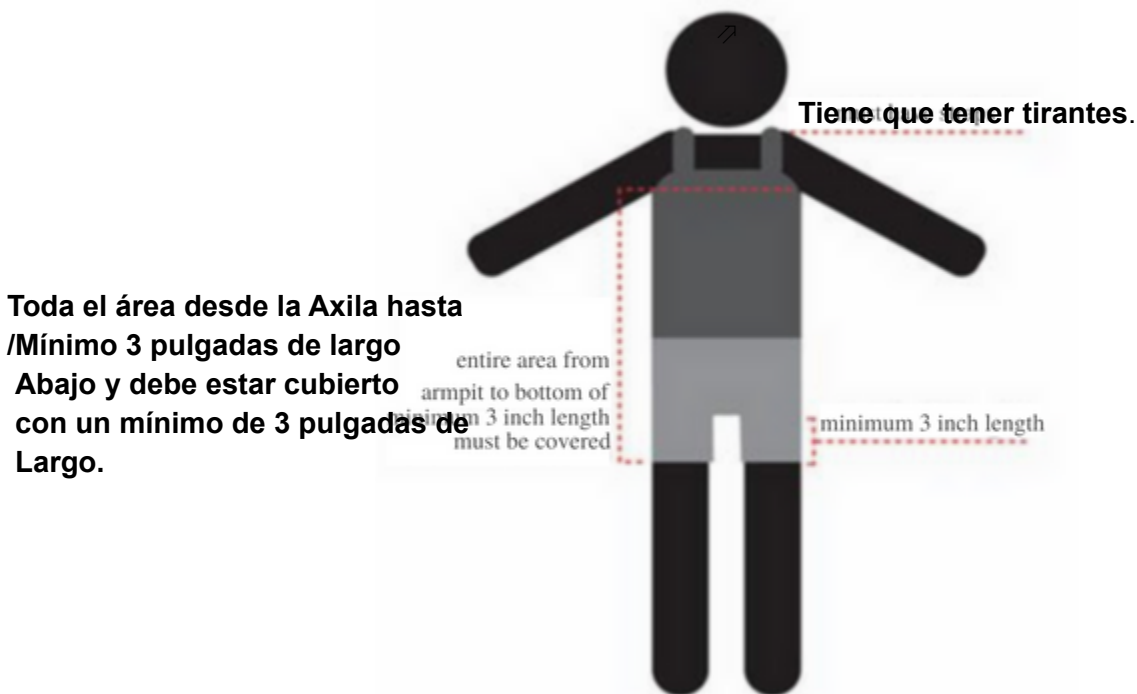 Tiene que tener tirantes.
Toda el área desde la Axila hasta
/Mínimo 3 pulgadas de largo
Abajo y debe estar cubierto
con un mínimo de 3 pulgadas de
Largo.
entire area from
armpit to bottom of
minimum 3 inch length
must be covered
minimum 3 inch length